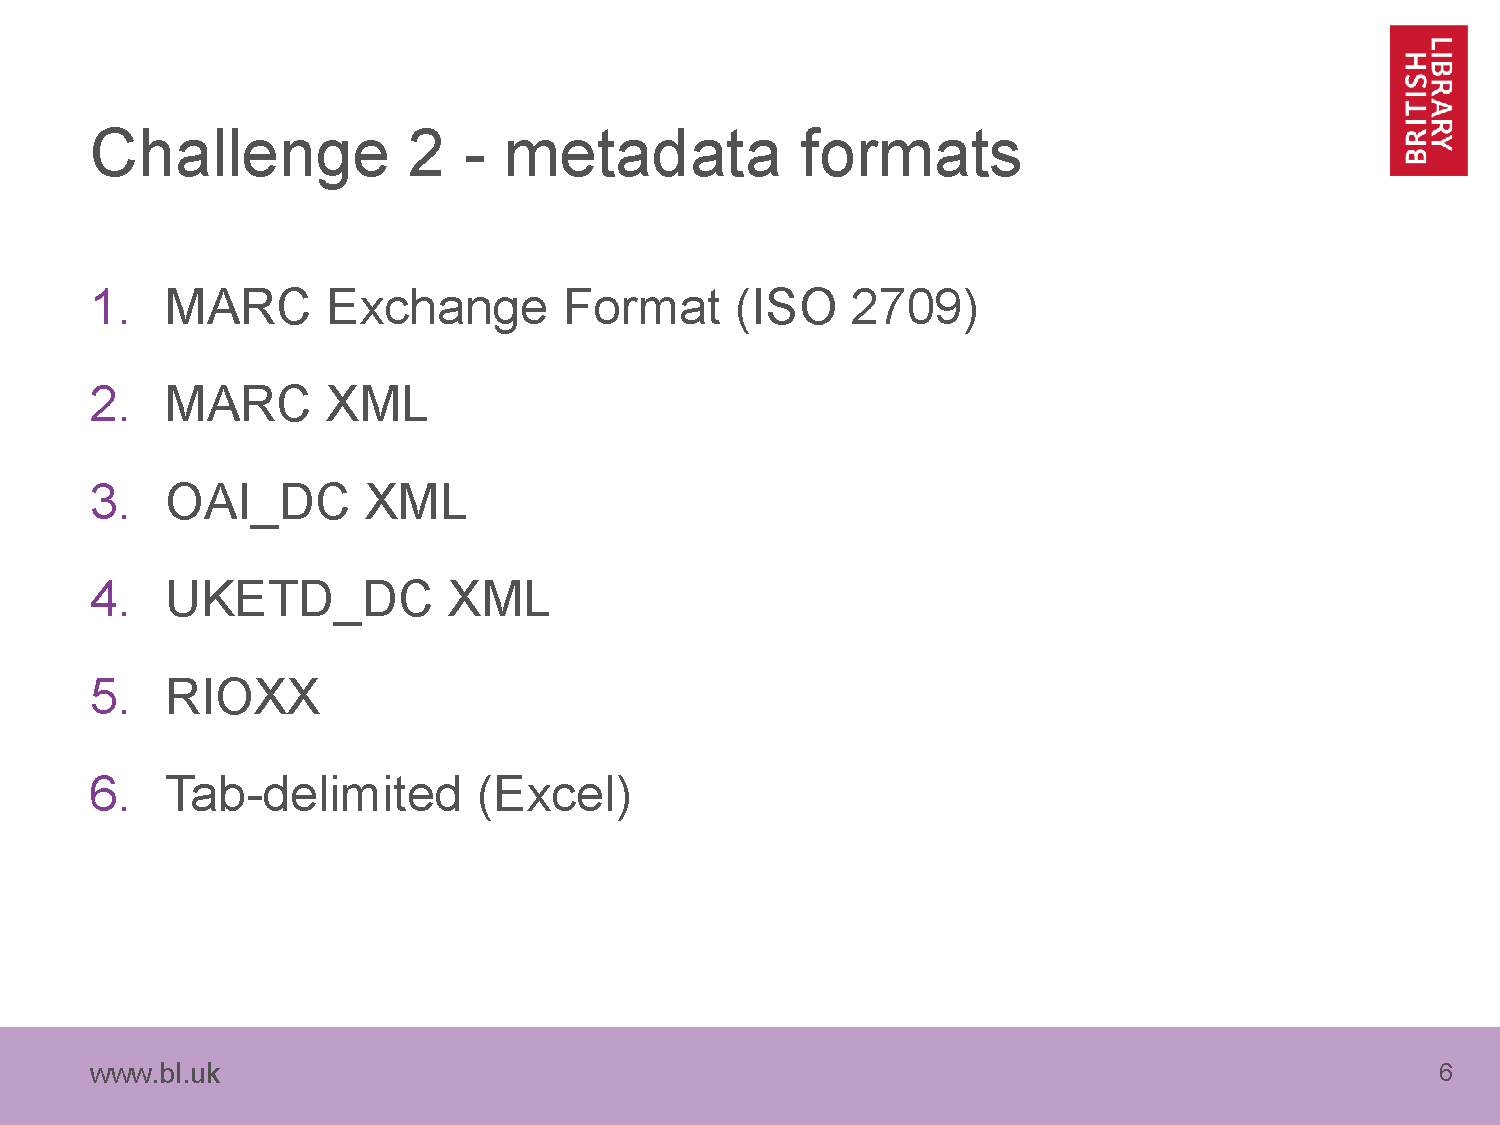 BRITISH
LIBRARY
Challenge 2 - metadata formats
1. MARC Exchange Format (ISO 2709)
2. MARC XML
3. OAI_DC XML
4. UKETD_DC XML
5. RIOXX
6. Tab-delimited (Excel)
www.bl.uk
6